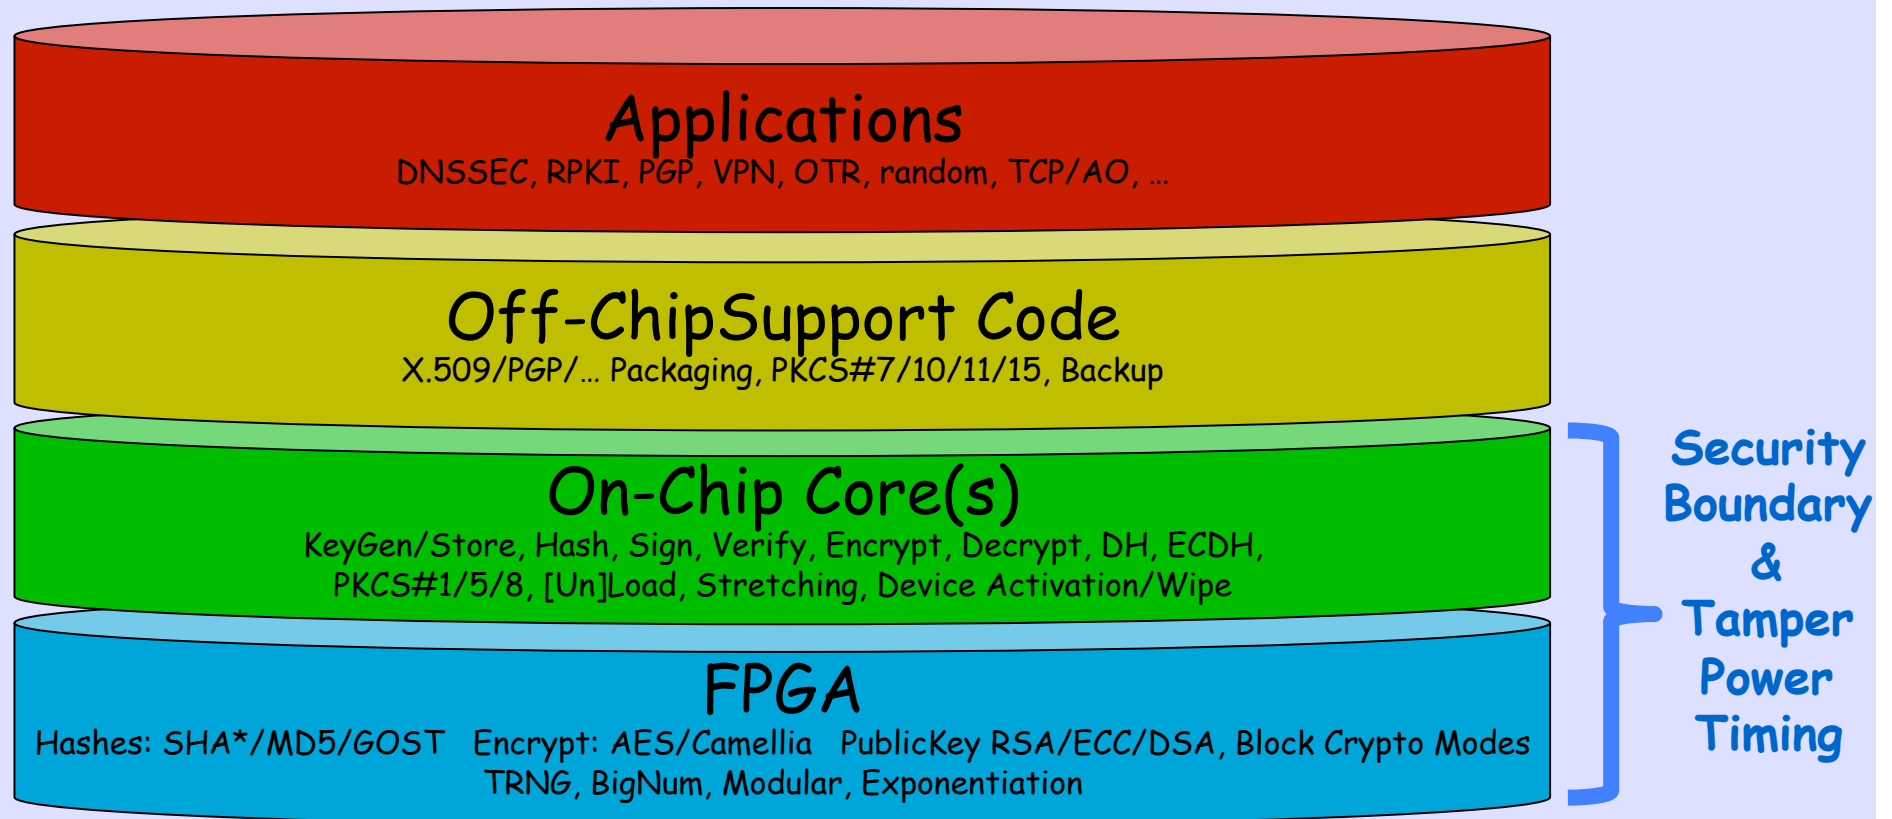 Applications
DNSSEC, RPKI, PGP, VPN, OTR, random, TCP/AO, ...
Off-ChipSupport Code
X.509/PGP/... Packaging, PKCS#7/10/11/15, Backup
On-Chip Core(s)
KeyGen/Store, Hash, Sign, Verify, Encrypt, Decrypt, DH, ECDH,
PKCS#1/5/8, [Un]Load, Stretching, Device Activation/Wipe
FPGA
Hashes: SHA*/MD5/GOST Encrypt: AES/Camellia PublicKey RSA/ECC/DSA, Block Crypto Modes
TRNG, BigNum, Modular, Exponentiation
Security
Boundary
&
Tamper
Power
Timing